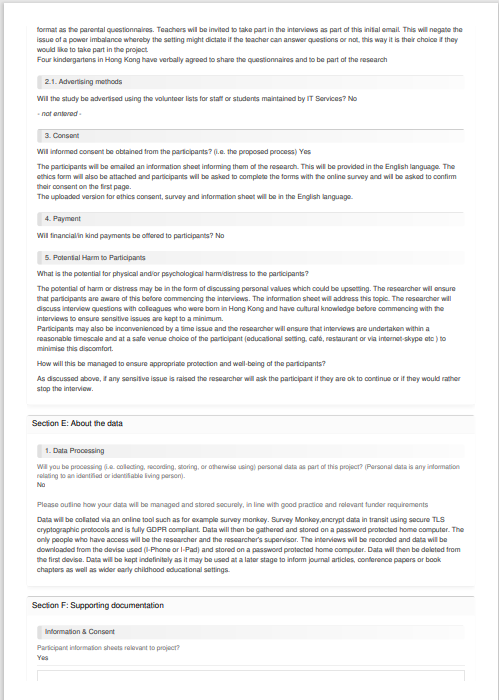 format as the parental questionnaires. Teachers will be invited to take part in the interviews as part of this initial email. This will negate the
issue of a power imbalance whereby the setting might dictate if the teacher can answer questions or not, this way it is their choice if they
would like to take part in the project.
Four kindergartens in Hong Kong have verbally agreed to share the questionnaires and to be part of the research
2.1. Advertising methods
Will the study be advertised using the volunteer lists for staff or students maintained by IT Services? No
- not entered -
3. Consent
Will informed consent be obtained from the participants? (i.e. the proposed process) Yes
The participants will be emailed an information sheet informing them of the research. This will be provided in the English language. The
ethics form will also be attached and participants will be asked to complete the forms with the online survey and will be asked to confirm
their consent on the first page.
The uploaded version for ethics consent, survey and information sheet will be in the English language.
4. Payment
Will financial/in kind payments be offered to participants? No
5. Potential Harm to Participants
What is the potential for physical and/or psychological harm/distress to the participants?
The potential of harm or distress may be in the form of discussing personal values which could be upsetting. The researcher will ensure
that participants are aware of this before commencing the interviews. The information sheet will address this topic. The researcher will
discuss interview questions with colleagues who were born in Hong Kong and have cultural knowledge before commencing with the
interviews to ensure sensitive issues are kept to a minimum.
Participants may also be inconvenienced by a time issue and the researcher will ensure that interviews are undertaken within a
reasonable timescale and at a safe venue choice of the participant (educational setting, café, restaurant or via internet-skype etc ) to
minimise this discomfort.
How will this be managed to ensure appropriate protection and well-being of the participants?
As discussed above, if any sensitive issue is raised the researcher will ask the participant if they are ok to continue or if they would rather
stop the interview.
Section E: About the data
1. Data Processing
Will you be processing (i.e. collecting, recording, storing, or otherwise using) personal data as part of this project? (Personal data is any information
relating to an identified or identifiable living person).
No
Please outline how your data will be managed and stored securely, in line with good practice and relevant funder requirements
Data will be collated via an online tool such as for example survey monkey. Survey Monkey,encrypt data in transit using secure TLS
cryptographic protocols and is fully GDPR compliant. Data will then be gathered and stored on a password protected home computer. The
only people who have access will be the researcher and the researcher's supervisor. The interviews will be recorded and data will be
downloaded from the devise used (I-Phone or I-Pad) and stored on a password protected home computer. Data will then be deleted from
the first devise. Data will be kept indefinitely as it may be used at a later stage to inform journal articles, conference papers or book
chapters as well as wider early childhood educational settings.
Section F: Supporting documentation
Information & Consent
Participant information sheets relevant to project?
Yes